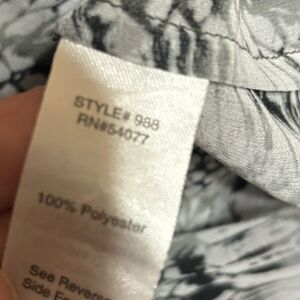 STYLE# 988
RN#54077
100% Polyester
See Reverse
Side